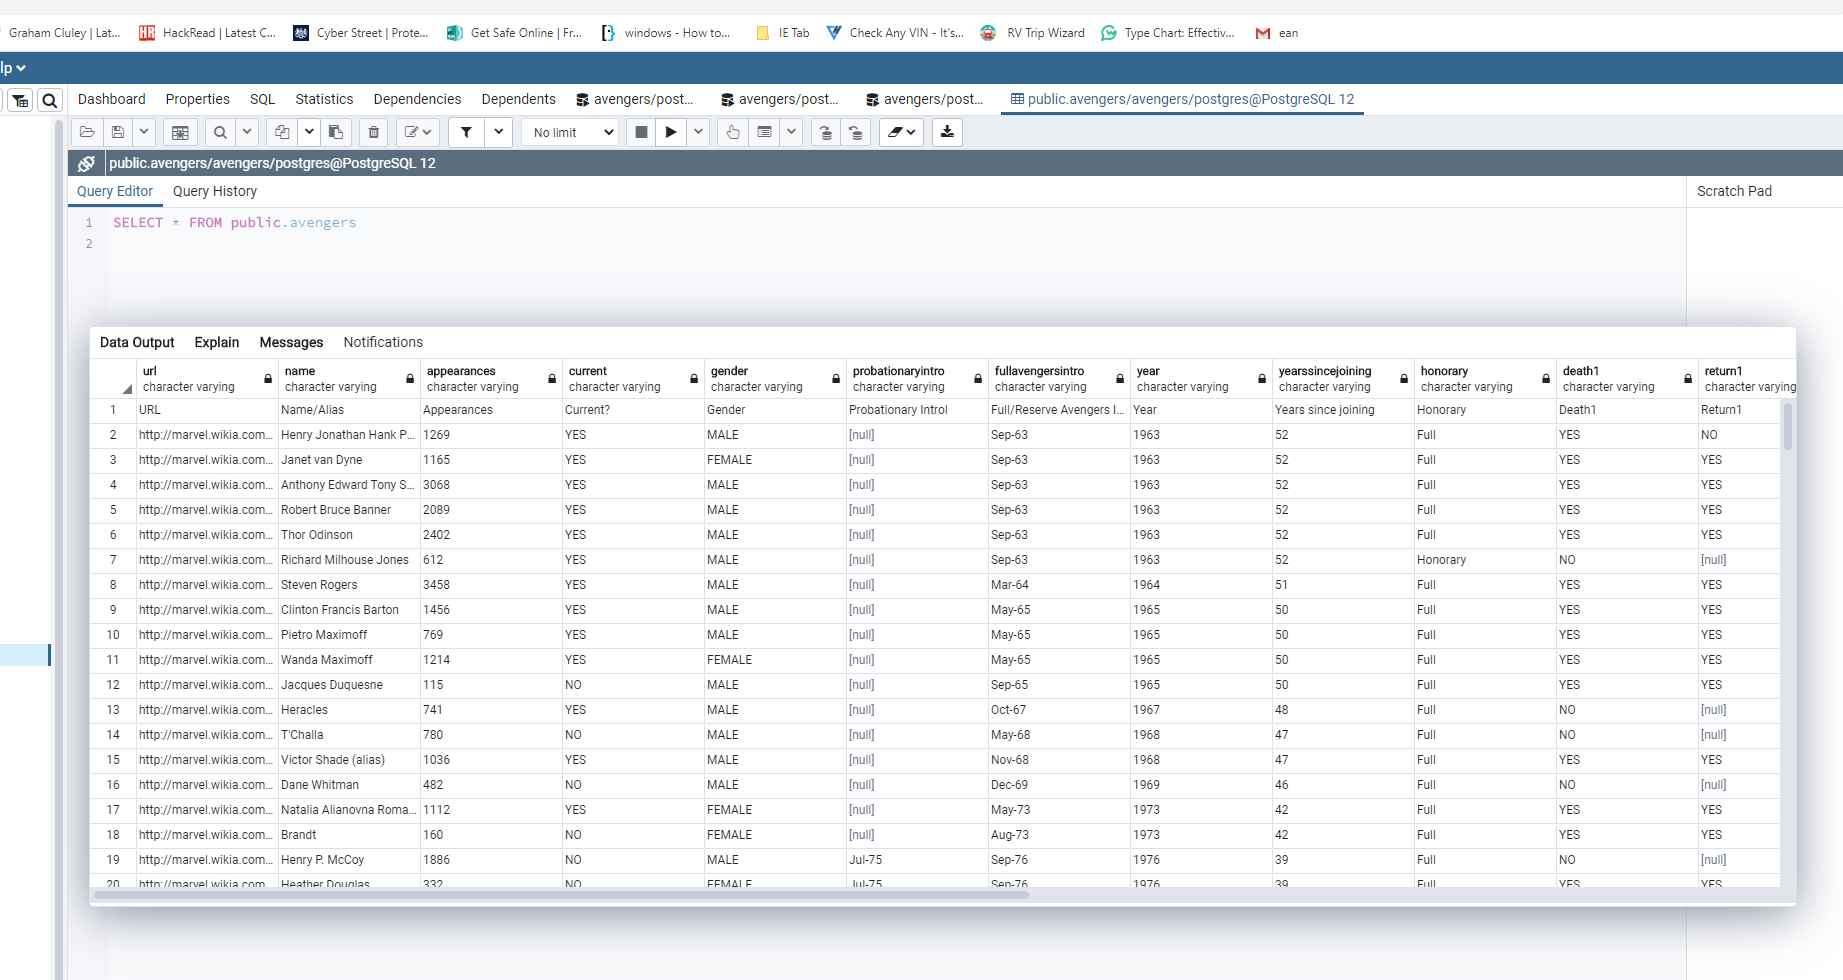 Graham Cluley | Lat... HackRead | Latest C... Cyber Street | Prote... Get Safe Online | Fr... windows - How to... IE Tab Check Any VIN - It's... RV Trip Wizard Type Chart: Effectiv... ean
lp
Dashboard Properties SQL Statistics Dependencies Dependents avengers/post... avengers/post... avengers/post... public.avengers/avengers/postgres@PostgreSQL 12
No limit
public.avengers/avengers/postgres@PostgreSQL 12
Query Editor Query History Scratch Pad
1 SELECT * FROM public.avengers
2
Data Output Explain Messages Notifications
url name appearances current gender probationaryintro fullavengersintro year yearssincejoining honorary death1 return1
character varying character varying character varying character varying character varying character varying character varying character varying character varying character varying character varying character varying
1 URL Name/Alias Appearances Current? Gender Probationary Introl Full/Reserve Avengers I... Year Years since joining Honorary Death1 Return1
2 http://marvel.wikia.com... Henry Jonathan Hank P... 1269 YES MALE [null] Sep-63 1963 52 Full YES NO
3 http://marvel.wikia.com... Janet van Dyne 1165 YES FEMALE [null] Sep-63 1963 52 Full YES YES
4 http://marvel.wikia.com... Anthony Edward Tony S... 3068 YES MALE [null] Sep-63 1963 52 Full YES YES
5 http://marvel.wikia.com... Robert Bruce Banner 2089 YES MALE [null] Sep-63 1963 52 Full YES YES
6 http://marvel.wikia.com... Thor Odinson 2402 YES MALE [null] Sep-63 1963 52 Full YES YES
7 http://marvel.wikia.com... Richard Milhouse Jones 612 YES MALE [null] Sep-63 1963 52 Honorary NO [null]
8 http://marvel.wikia.com... Steven Rogers 3458 YES MALE [null] Mar-64 1964 51 Full YES YES
9 http://marvel.wikia.com... Clinton Francis Barton 1456 YES MALE [null] May-65 1965 50 Full YES YES
10 http://marvel.wikia.com... Pietro Maximoff 769 YES MALE [null] May-65 1965 50 Full YES YES
11 http://marvel.wikia.com... Wanda Maximoff 1214 YES FEMALE [null] May-65 1965 50 Full YES YES
12 http://marvel.wikia.com... Jacques Duquesne 115 NO MALE [null] Sep-65 1965 50 Full YES YES
13 http://marvel.wikia.com... Heracles 741 YES MALE [null] Oct-67 1967 48 Full NO [null]
14 http://marvel.wikia.com... T'Challa 780 NO MALE [null] May-68 1968 47 Full NO [null]
15 http://marvel.wikia.com... Victor Shade (alias) 1036 YES MALE [null] Nov-68 1968 47 Full YES YES
16 http://marvel.wikia.com... Dane Whitman 482 NO MALE [null] Dec-69 1969 46 Full NO [null]
17 http://marvel.wikia.com... Natalia Alianovna Roma... 1112 YES FEMALE [null] May-73 1973 42 Full YES YES
18 http://marvel.wikia.com... Brandt 160 NO FEMALE [null] Aug-73 1973 42 Full YES YES
19 http://marvel.wikia.com... Henry P. McCoy 1886 NO MALE Jul-75 Sep-76 1976 39 Full NO [null]
20 http://marvel.wikia.com... Heather Douglas 332 NO FEMALE Jul-75 Sep-76 1976 39 Full YES YES